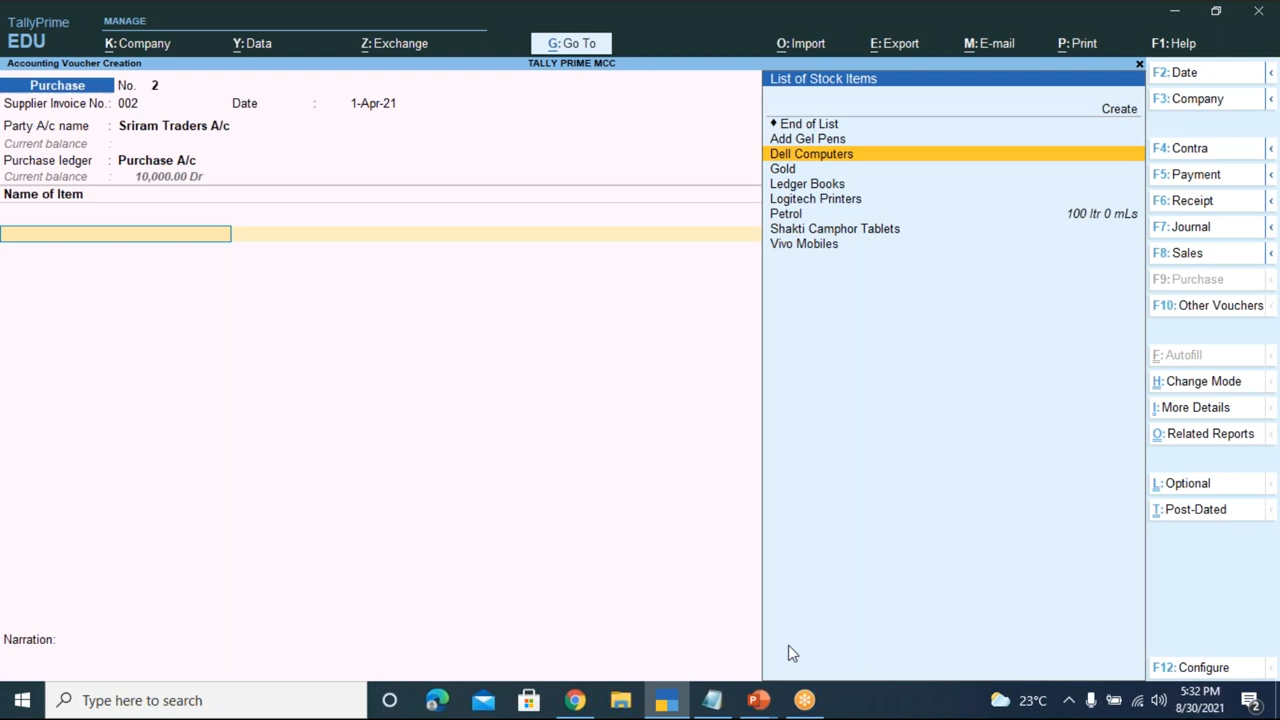 TallyPrime
EDU
MANAGE
K: Company
Y: Data
Z: Exchange
G: Go To
O: Import
E: Export
M: E-mail
P: Print
F1: Help
Accounting Voucher Creation
TALLY PRIME MCC
Purchase No. 2
Supplier Invoice No.: 002 Date : 1-Apr-21
Party A/c name : Sriram Traders A/c
Current balance :
Purchase ledger : Purchase A/c
Current balance : 10,000.00 Dr
Name of Item
Narration:
List of Stock Items
Create
♦ End of List
Add Gel Pens
Dell Computers
Gold
Ledger Books
Logitech Printers
Petrol 100 ltr 0 mLs
Shakti Camphor Tablets
Vivo Mobiles
F2: Date
F3: Company
F4: Contra
F5: Payment
F6: Receipt
F7: Journal
F8: Sales
F9: Purchase
F10: Other Vouchers
F: Autofill
H: Change Mode
I: More Details
O: Related Reports
L: Optional
T: Post-Dated
F12: Configure
Type here to search
23°C
5:32 PM
8/30/2021
2